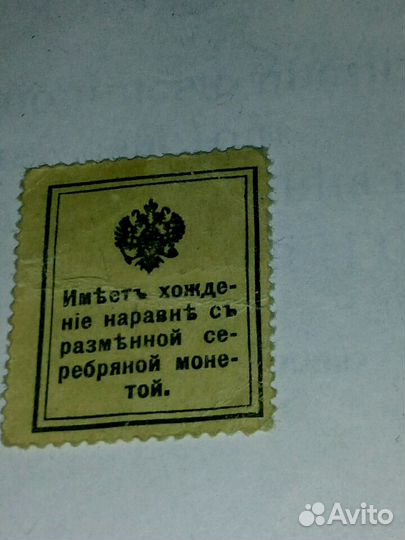 Имѣетъ хожде-
ніе наравнѣ съ
размѣнной се-
ребряной моне-
той.
Avito